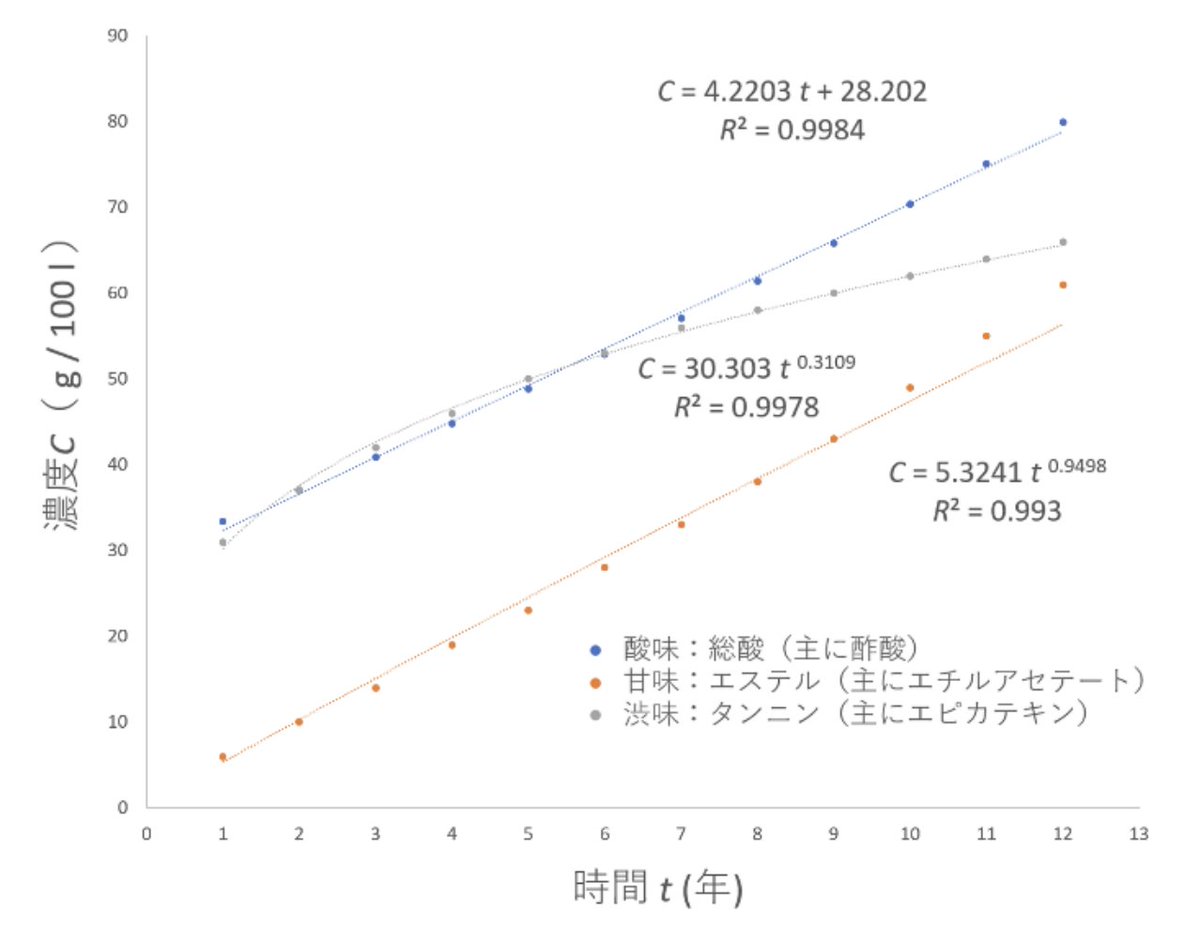 90
C = 4.2203 t + 28.202
R² = 0.9984
80
70
60
C = 30.303 t 0.3109
R² = 0.9978
50
C = 5.3241 t 0.9498
R² = 0.993
40
30
20
10
0
濃度C（ g / 100 l ）
酸味：総酸（主に酢酸）
甘味：エステル（主にエチルアセテート）
渋味：タンニン（主にエピカテキン）
0 1 2 3 4 5 6 7 8 9 10 11 12 13
時間 t (年)